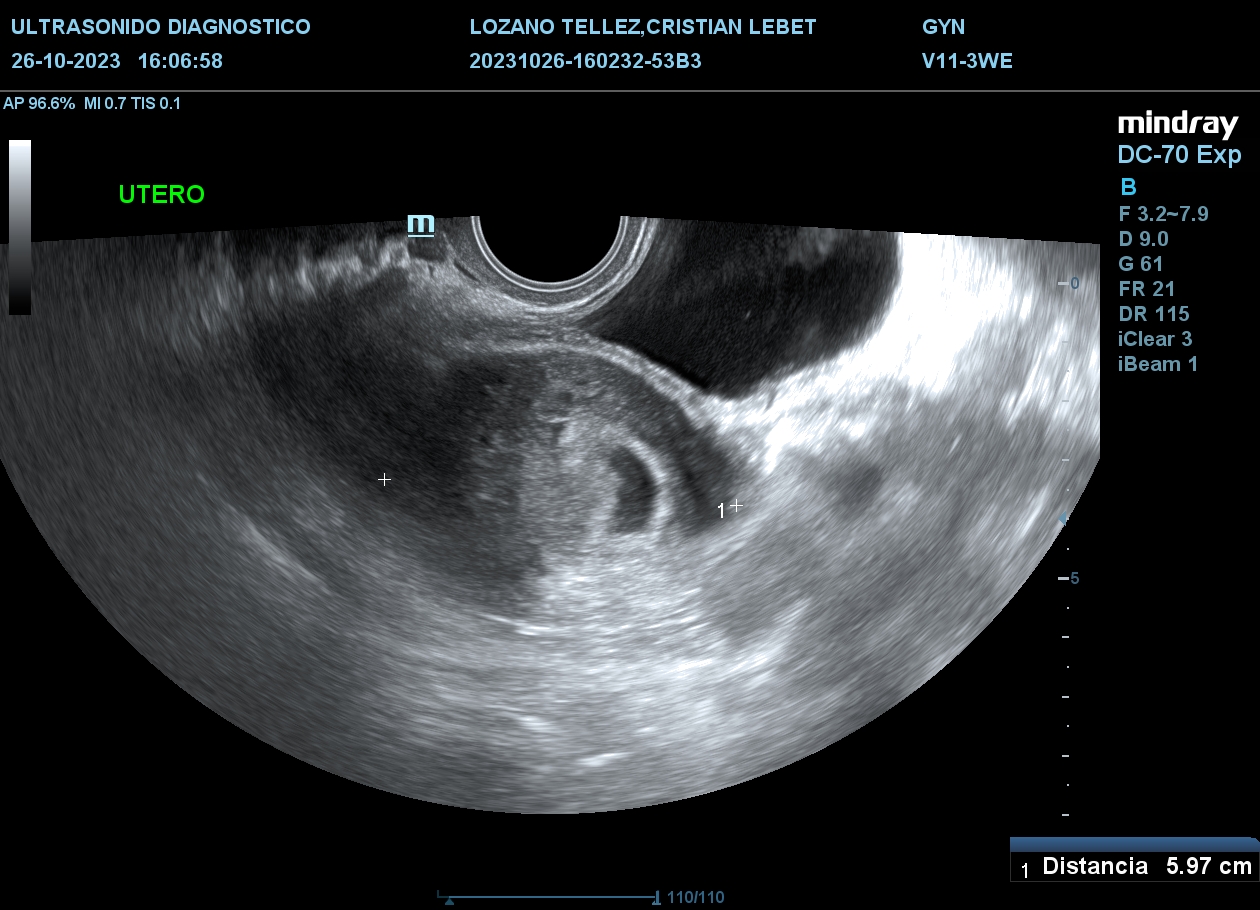 ULTRASONIDO DIAGNOSTICO LOZANO TELLEZ,CRISTIAN LEBET GYN
26-10-2023 16:06:58 20231026-160232-53B3 V11-3WE
AP 96.6% MI 0.7 TIS 0.1
mindray
DC-70 Exp
UTERO
B
m
F 3.2~7.9
D 9.0
G 61
FR 21
DR 115
iClear 3
iBeam 1
0
1
5
1 Distancia 5.97 cm
110/110